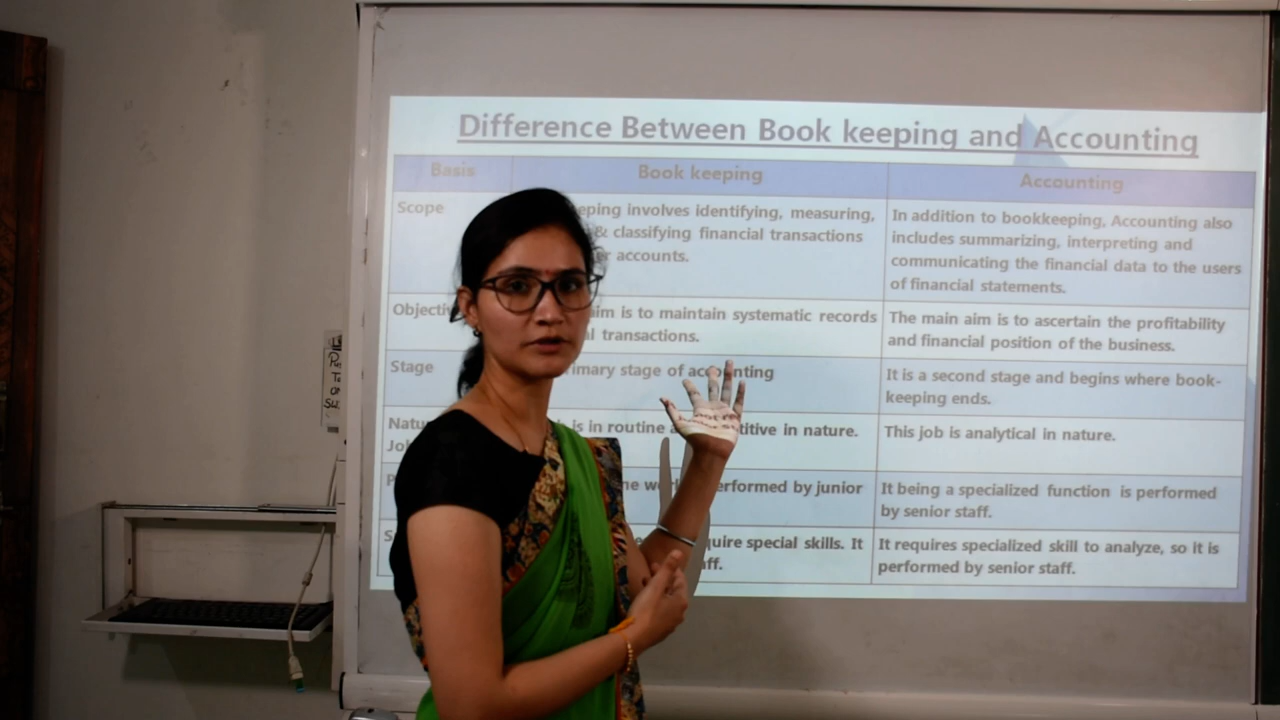 Difference Between Book keeping and Accounting
Basis
Book keeping
Accounting
Scope
eping involves identifying, measuring,
& classifying financial transactions
accounts.
In addition to bookkeeping, Accounting also
includes summarizing, interpreting and
communicating the financial data to the users
of financial statements.
Objectiv
aim is to maintain systematic records
transactions.
The main aim is to ascertain the profitability
and financial position of the business.
Stage
imary stage of accounting
It is a second stage and begins where book-
keeping ends.
Natu
Jo
is in routine titive in nature.
This job is analytical in nature.
performed by junior
It being a specialized function is performed
by senior staff.
quire special skills. It
aff.
It requires specialized skill to analyze, so it is
performed by senior staff.